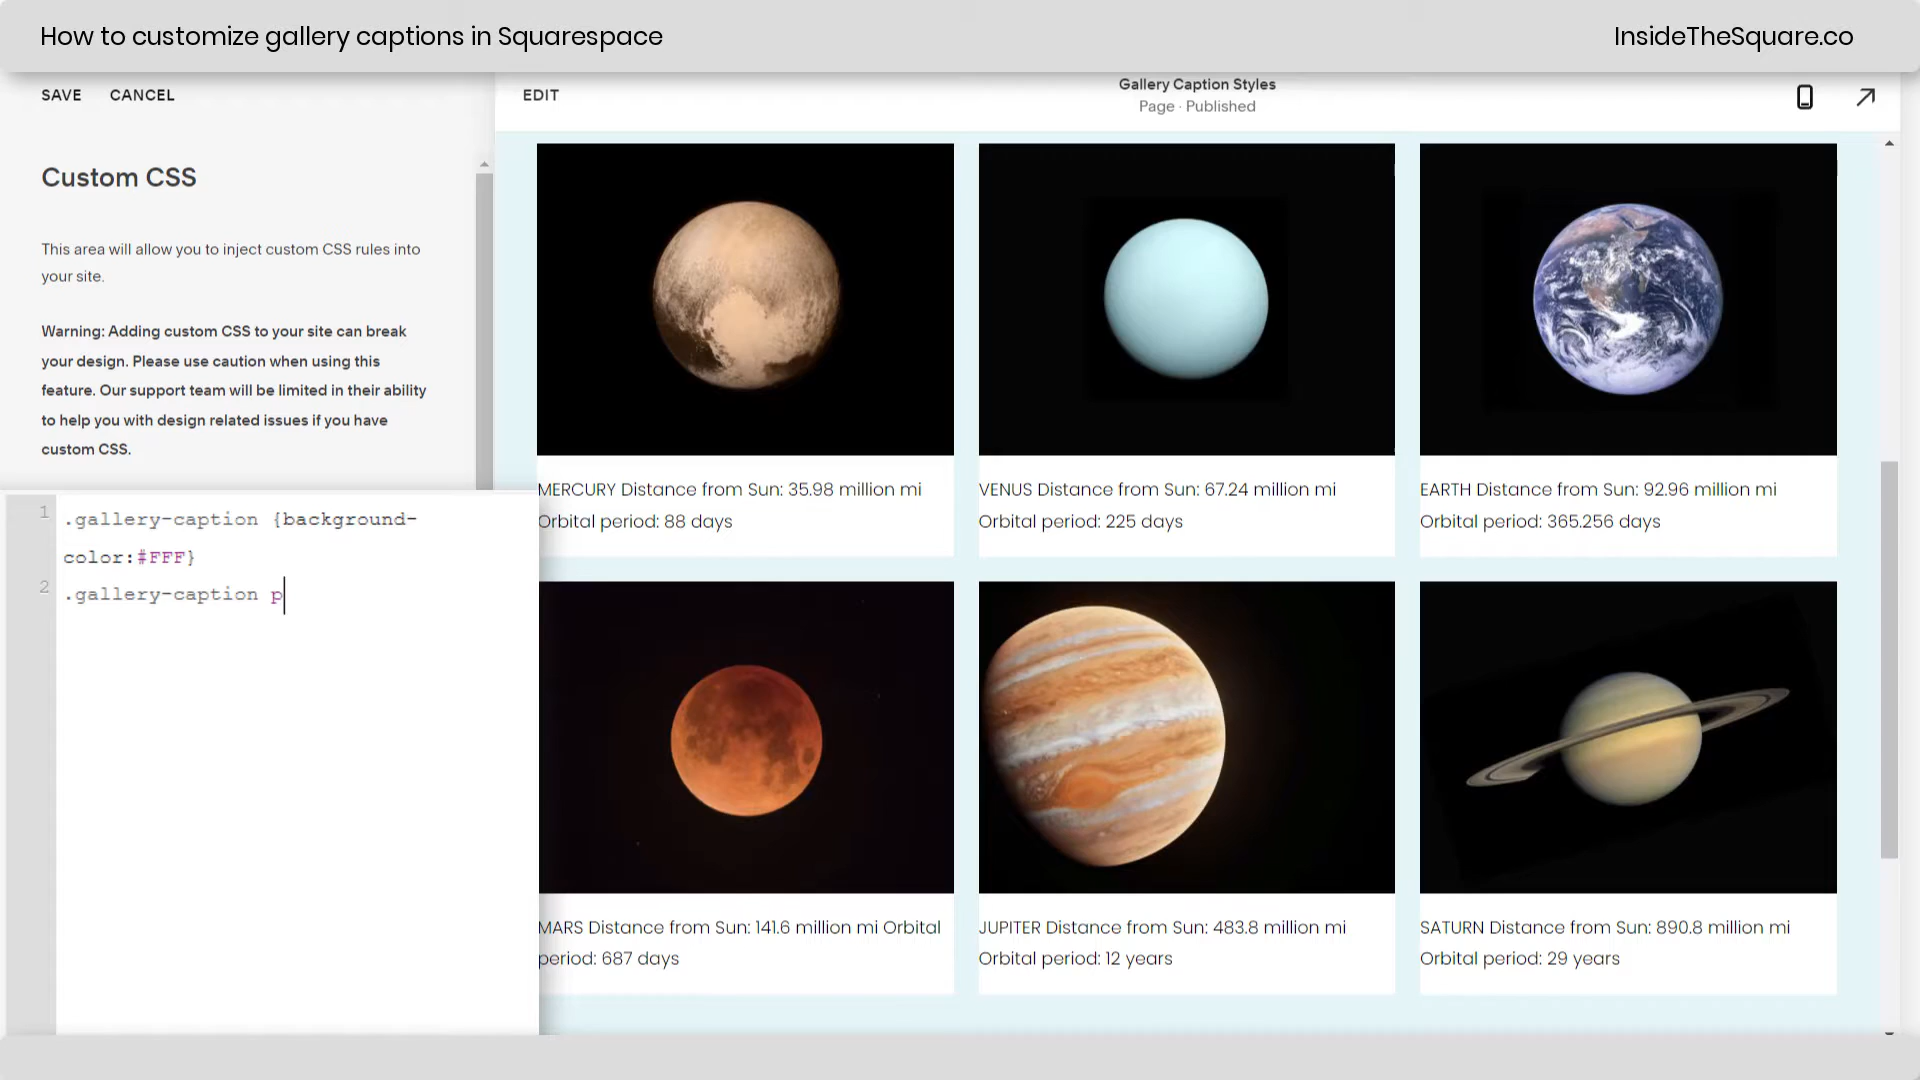 How to customize gallery captions in Squarespace
InsideTheSquare.co
SAVE
CANCEL
EDIT
Gallery Caption Styles
Page · Published
Custom CSS
This area will allow you to inject custom CSS rules into
your site.
Warning: Adding custom CSS to your site can break
your design. Please use caution when using this
feature. Our support team will be limited in their ability
to help you with design related issues if you have
custom CSS.
1
.gallery-caption {background-
color:#FFF}
2
.gallery-caption p
MERCURY Distance from Sun: 35.98 million mi
Orbital period: 88 days
VENUS Distance from Sun: 67.24 million mi
Orbital period: 225 days
EARTH Distance from Sun: 92.96 million mi
Orbital period: 365.256 days
MARS Distance from Sun: 141.6 million mi Orbital
period: 687 days
JUPITER Distance from Sun: 483.8 million mi
Orbital period: 12 years
SATURN Distance from Sun: 890.8 million mi
Orbital period: 29 years